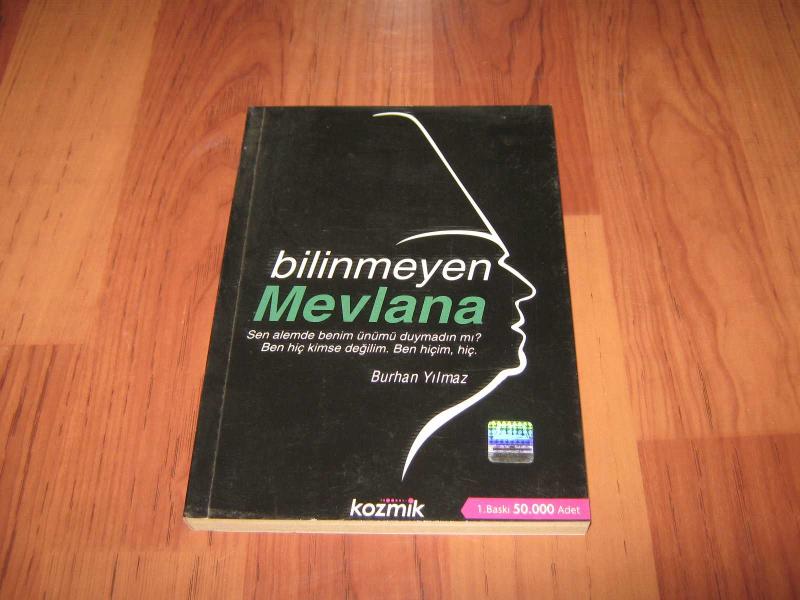 bilinmeyen
Mevlana
Sen alemde benim ünümü duymadın mı?
Ben hiç kimse değilim. Ben hiçim, hiç.
Burhan Yılmaz
kozmik
1.Baskı 50.000 Adet